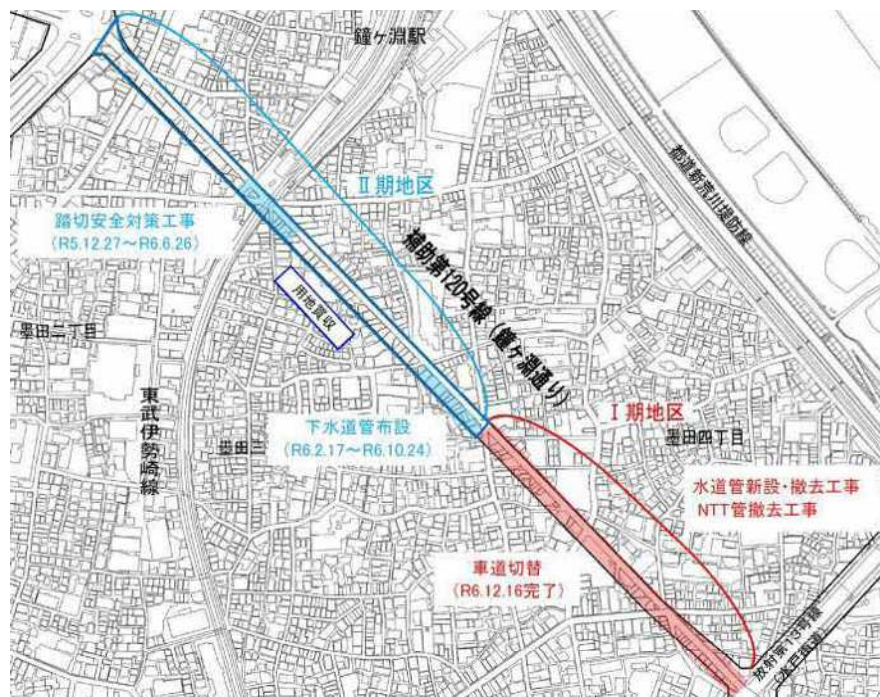 鐘ヶ淵駅
都道新荒川堤防線
Ⅱ期地区
踏切安全対策工事
(R5.12.27～R6.6.26)
補助第120号線(鐘ヶ淵通り)
用地買収
墨田二丁目
東武伊勢崎線
Ⅰ期地区
下水道管布設
(R6.2.17～R6.10.24)
墨田三
墨田四丁目
水道管新設・撤去工事
NTT管撤去工事
車道切替
(R6.12.16完了)
放射第13号線
(水戸街道)